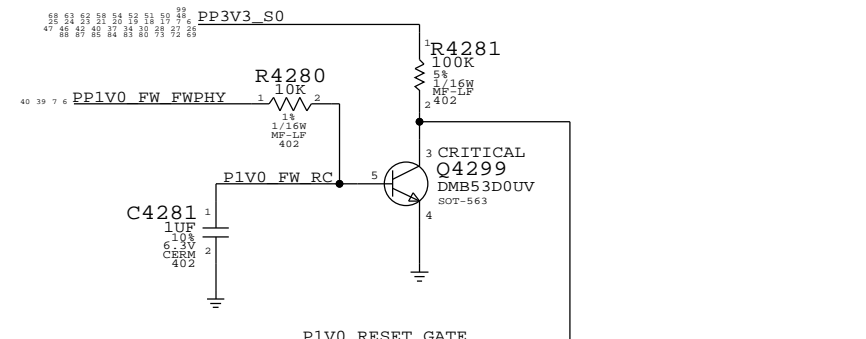 99
68 63 62 58 54 52 51 50 48
25 24 23 21 20 19 18 17 7 6
47 46 42 40 37 34 30 28 27 26
88 87 85 84 83 80 73 72 69
PP3V3_S0
1
R4281
100K
5%
1/16W
MF-LF
402
2
R4280
10K
40 39 7 6 PP1V0_FW_FWPHY
1
2
1%
1/16W
MF-LF
402
3 CRITICAL
Q4299
DMB53D0UV
SOT-563
P1V0_FW_RC
5
4
C4281
1
1UF
10%
6.3V
CERM
402
2
P1V0_RESET_GATE